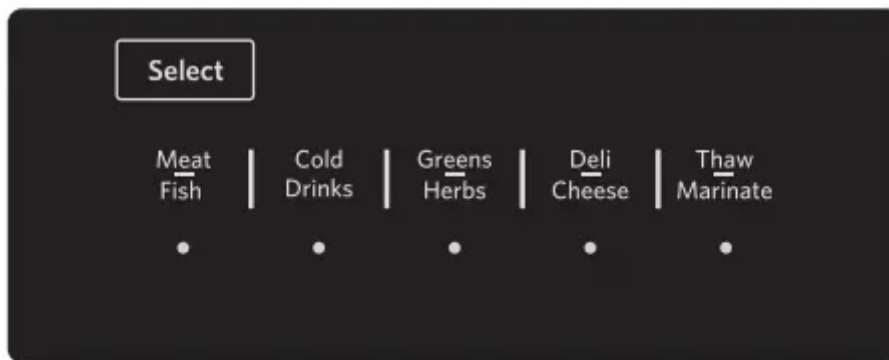 Select
Meat
Fish
Cold
Drinks
Greens
Herbs
Deli
Cheese
Thaw
Marinate